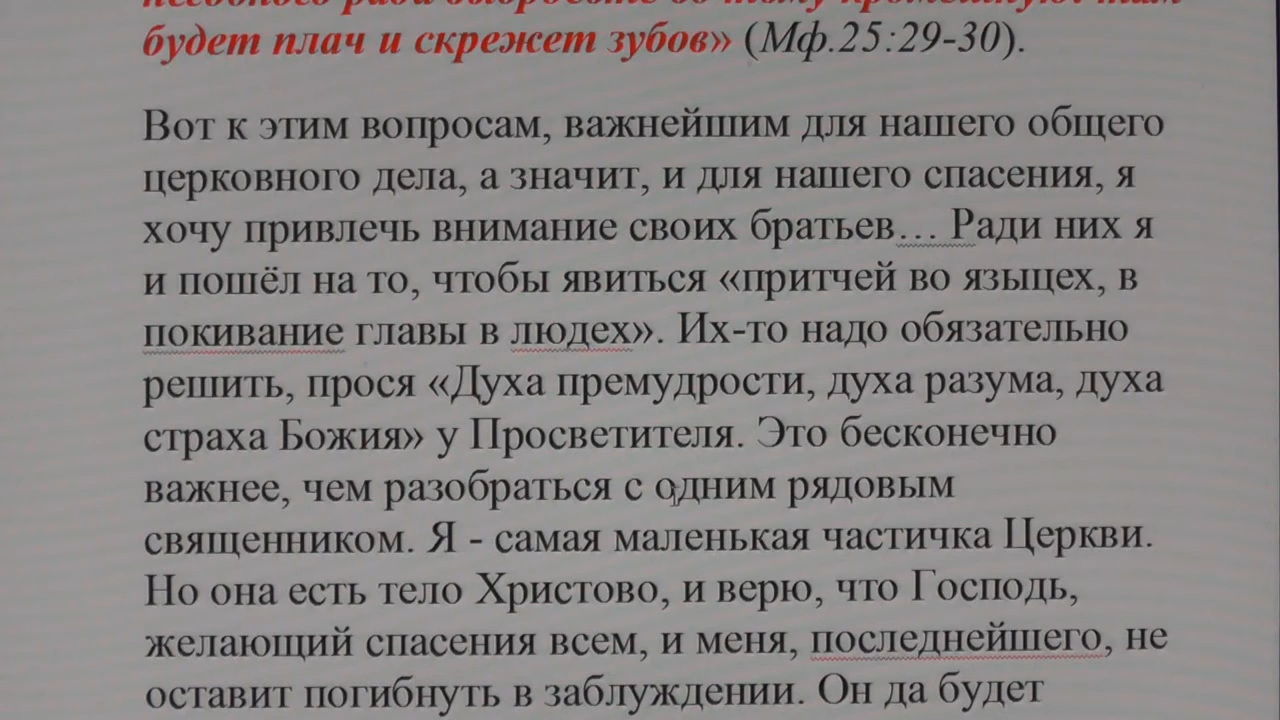 будет плач и скрежет зубов» (Мф.25:29-30).
Вот к этим вопросам, важнейшим для нашего общего
церковного дела, а значит, и для нашего спасения, я
хочу привлечь внимание своих братьев… Ради них я
и пошёл на то, чтобы явиться «притчей во языцех, в
покивание главы в людех». Их-то надо обязательно
решить, прося «Духа премудрости, духа разума, духа
страха Божия» у Просветителя. Это бесконечно
важнее, чем разобраться с одним рядовым
священником. Я - самая маленькая частичка Церкви.
Но она есть тело Христово, и верю, что Господь,
желающий спасения всем, и меня, последнейшего, не
оставит погибнуть в заблуждении. Он да будет